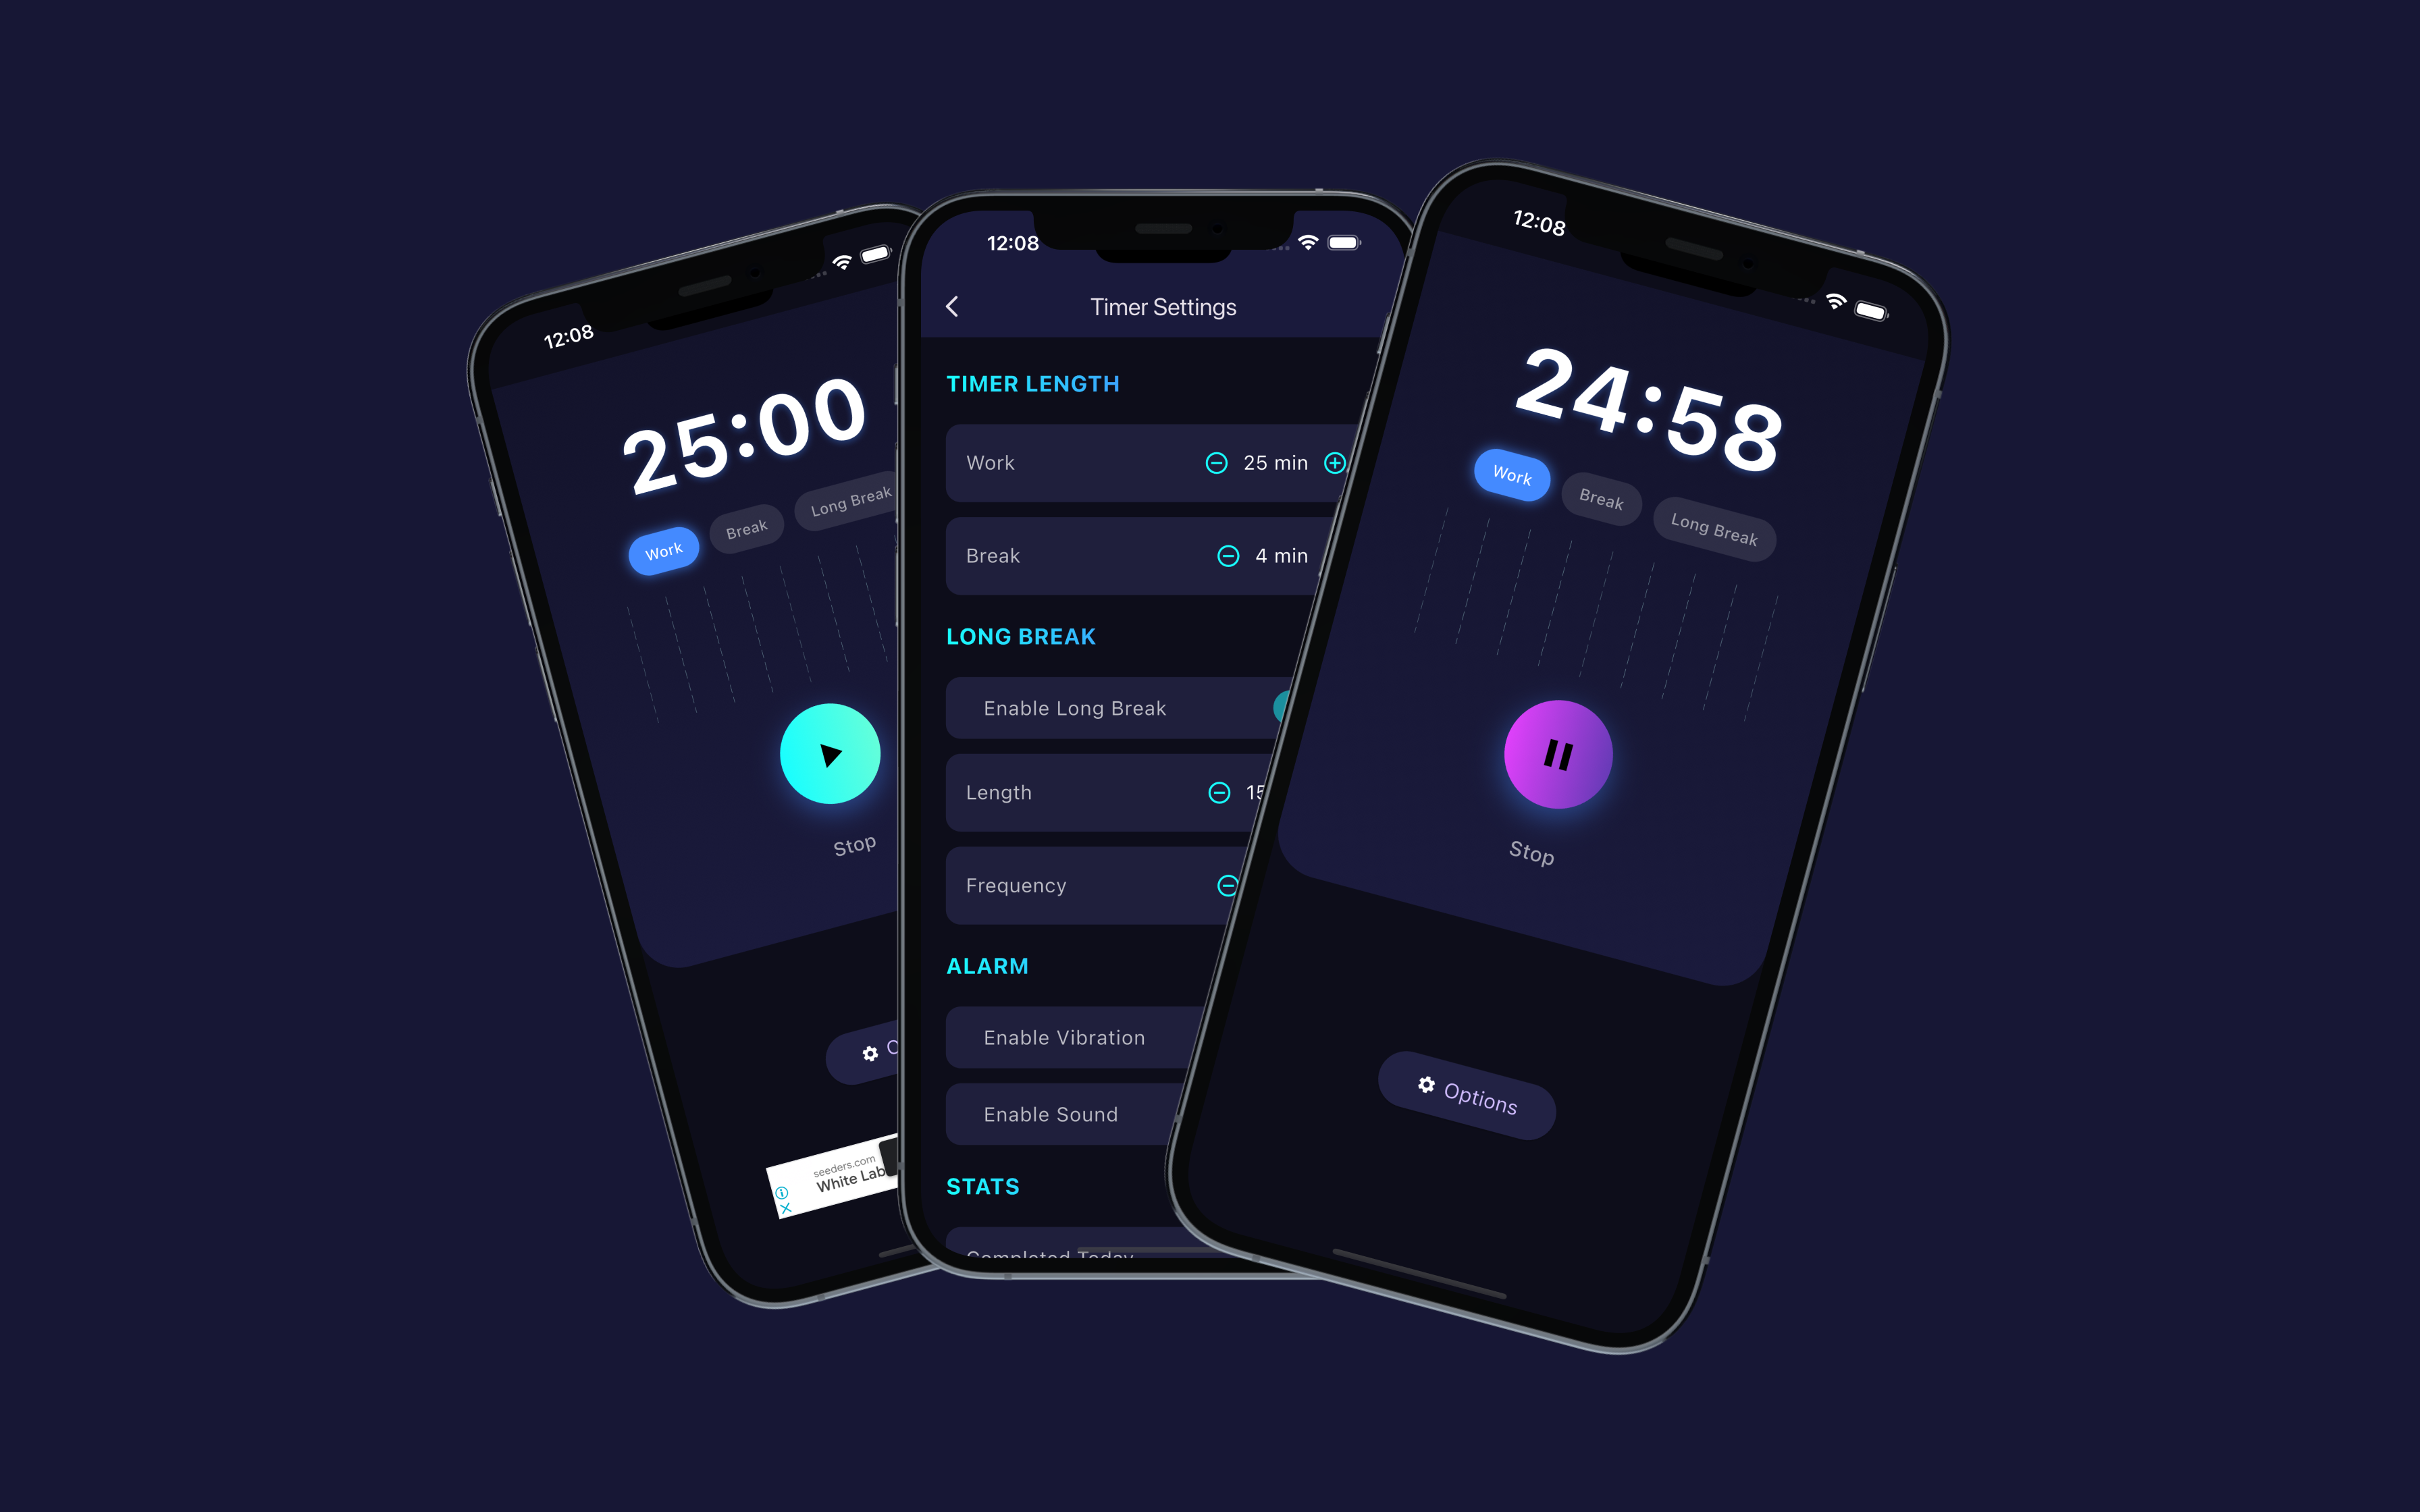 12:08
25:00
Work
Break
Long Break
Stop
seeders.com
White Lab
12:08
Timer Settings
TIMER LENGTH
Work
25 min
Break
4 min
LONG BREAK
Enable Long Break
Length
15
Frequency
ALARM
Enable Vibration
Enable Sound
STATS
Completed Today
12:08
24:58
Work
Break
Long Break
Stop
Options